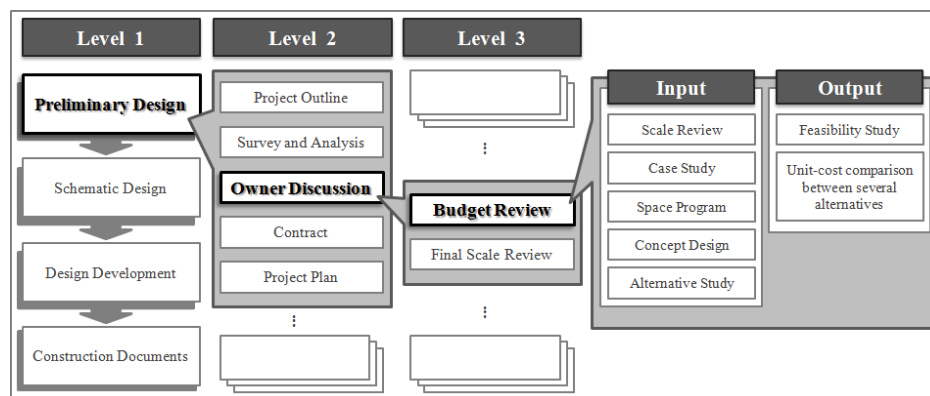 Level 1
Level 2
Level 3
Preliminary Design
Schematic Design
Design Development
Construction Documents
Project Outline
Survey and Analysis
Owner Discussion
Contract
Project Plan
Budget Review
Final Scale Review
Input
Scale Review
Case Study
Space Program
Concept Design
Alternative Study
Output
Feasibility Study
Unit-cost comparison
between several
alternatives